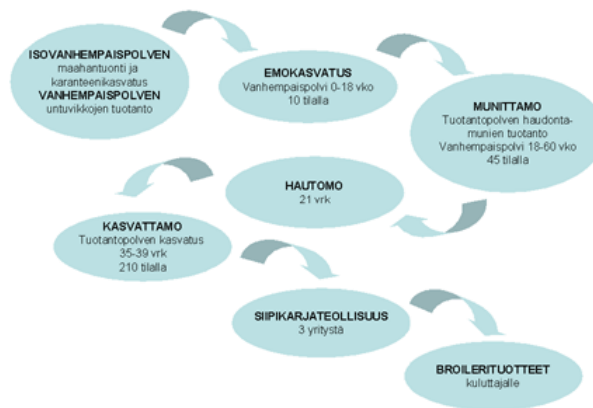 ISOVANHEMPAISPOLVEN
maahantuonti ja
karanteenikasvatus
VANHEMPAISPOLVEN
untuvikkojen tuotanto
EMOKASVATUS
Vanhempaispolvi 0-18 vko
10 tilalla
MUNITTAMO
Tuotantopolven haudonta-
munien tuotanto
Vanhempaispolvi 18-60 vko
45 tilalla
HAUTOMO
21 vrk
KASVATTAMO
Tuotantopolven kasvatus
35-39 vrk
210 tilalla
SIIPIKARJATEOLLISUUS
3 yritystä
BROILERITUOTTEET
kuluttajalle